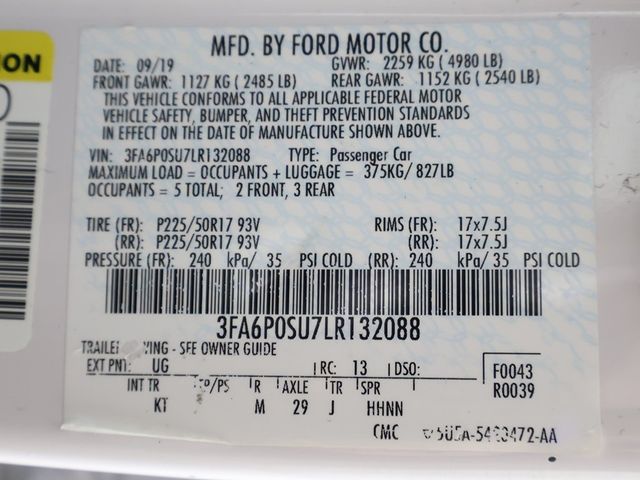 MFD. BY FORD MOTOR CO.
DATE: 09/19 GVWR: 2259 KG ( 4980 LB)
FRONT GAWR: 1127 KG ( 2485 LB) REAR GAWR: 1152 KG ( 2540 LB)
THIS VEHICLE CONFORMS TO ALL APPLICABLE FEDERAL MOTOR
VEHICLE SAFETY, BUMPER, AND THEFT PREVENTION STANDARDS
IN EFFECT ON THE DATE OF MANUFACTURE SHOWN ABOVE.
VIN: 3FA6P0SU7LR132088 TYPE: Passenger Car
MAXIMUM LOAD = OCCUPANTS + LUGGAGE = 375KG/ 827LB
OCCUPANTS = 5 TOTAL; 2 FRONT, 3 REAR
TIRE (FR): P225/50R17 93V RIMS (FR): 17x7.5J
(RR): P225/50R17 93V (RR): 17x7.5J
PRESSURE (FR): 240 kPa/ 35 PSI COLD (RR): 240 kPa/ 35 PSI COLD
3FA6P0SU7LR132088
- SEE OWNER GUIDE
EXT PNT: UG RC: 13 DSO: F0043
R0039
INT TR TP/PS R AXLE TR SPR
KT M 29 J HHNN
CMC